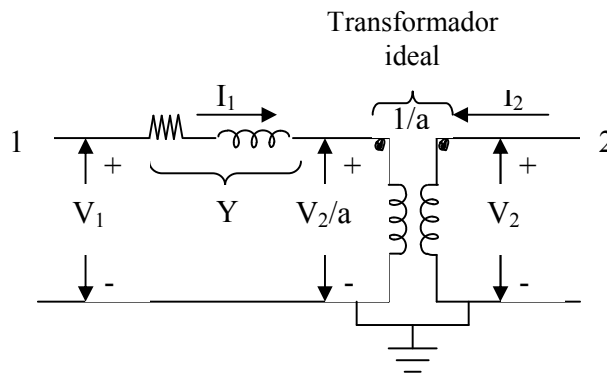 Transformador
ideal
I₁
1/a
I₂
1
2
+
+
+
V₁
Y
V₂/a
V₂
-
-
-